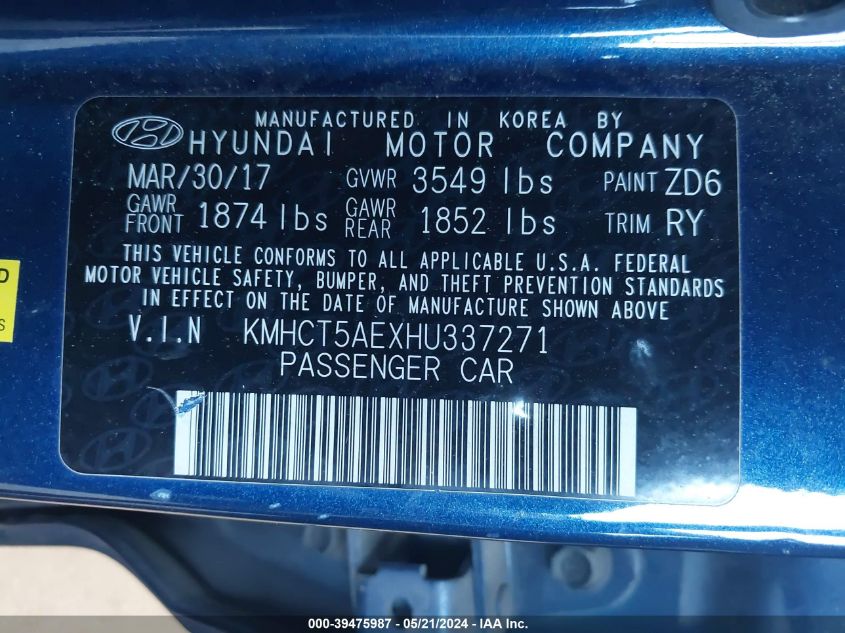 MANUFACTURED IN KOREA BY
HYUNDAI MOTOR COMPANY
MAR/30/17 GVWR 3549 lbs PAINT ZD6
GAWR FRONT 1874 lbs GAWR REAR 1852 lbs TRIM RY
THIS VEHICLE CONFORMS TO ALL APPLICABLE U.S.A. FEDERAL
MOTOR VEHICLE SAFETY, BUMPER, AND THEFT PREVENTION STANDARDS
IN EFFECT ON THE DATE OF MANUFACTURE SHOWN ABOVE
V.I.N KMHCT5AEXHU337271
PASSENGER CAR
D
000-39475987 - 05/21/2024 - IAA Inc.